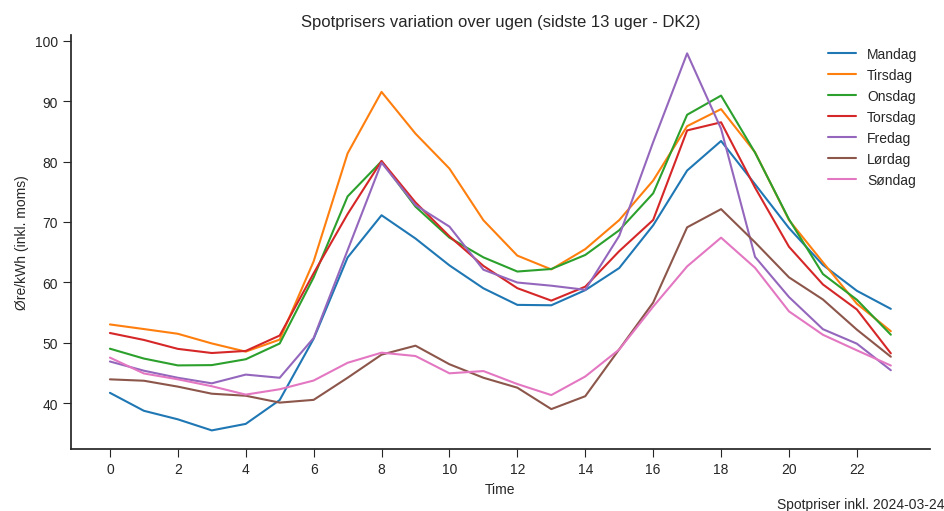 Spotprisers variation over ugen (sidste 13 uger - DK2)
Øre/kWh (inkl. moms)
100
90
80
70
60
50
40
Mandag
Tirsdag
Onsdag
Torsdag
Fredag
Lørdag
Søndag
0 2 4 6 8 10 12 14 16 18 20 22
Time
Spotpriser inkl. 2024-03-24